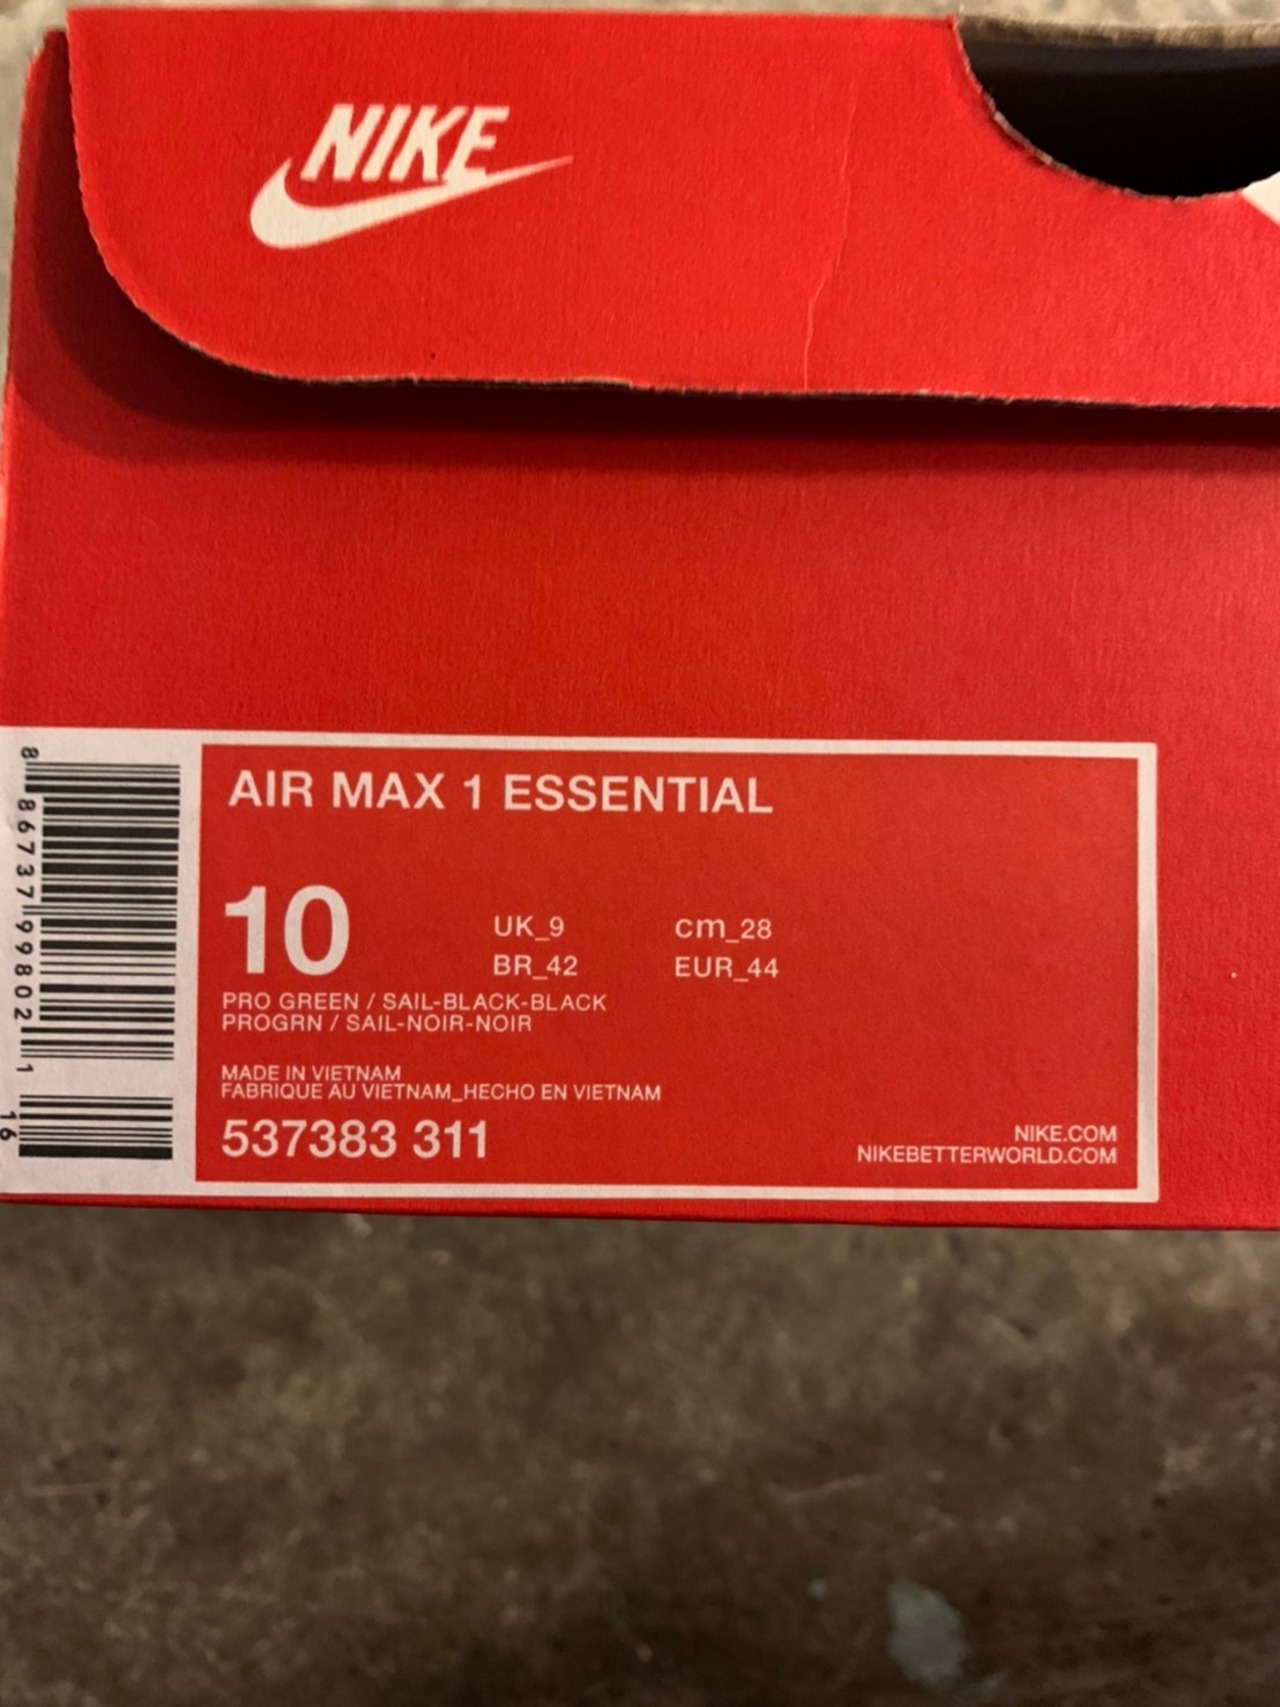 NIKE
AIR MAX 1 ESSENTIAL
10
UK_9
cm_28
BR_42
EUR_44
PRO GREEN / SAIL-BLACK-BLACK
PROGRN / SAIL-NOIR-NOIR
MADE IN VIETNAM
FABRIQUE AU VIETNAM_HECHO EN VIETNAM
537383 311
NIKE.COM
NIKEBETTERWORLD.COM
8 86737 99802 1
16